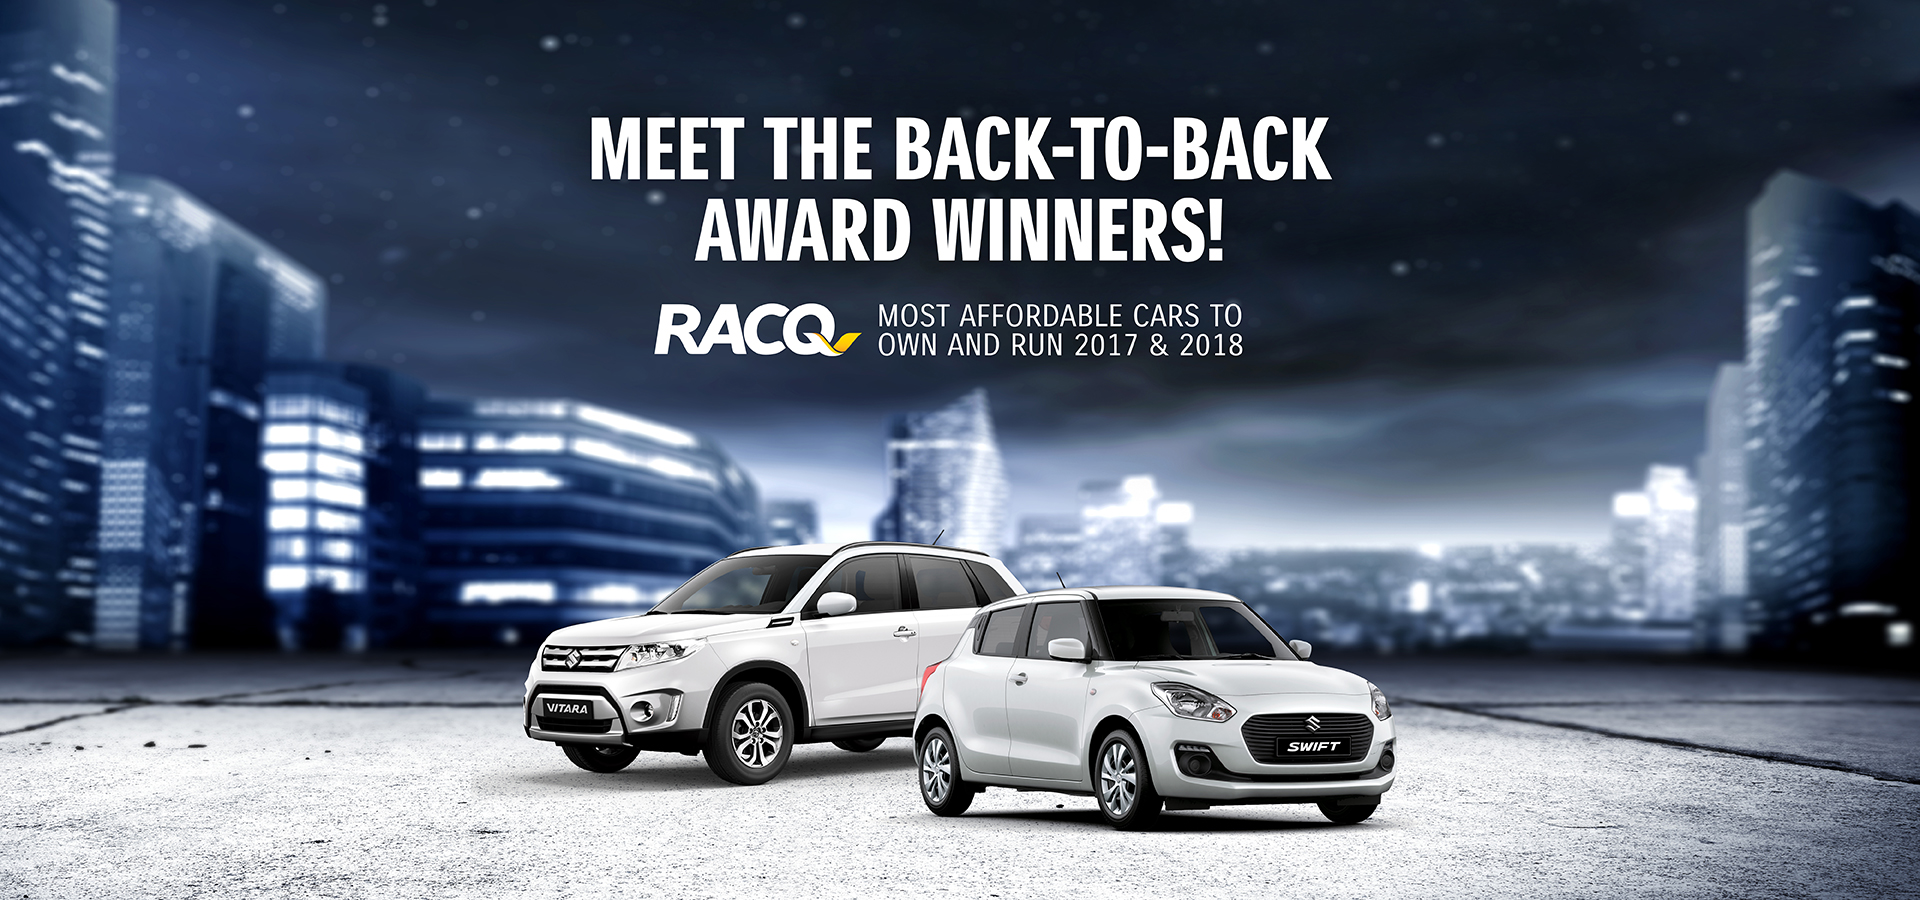 MEET THE BACK-TO-BACK
AWARD WINNERS!
RACQ
MOST AFFORDABLE CARS TO
OWN AND RUN 2017 & 2018
VITARA
SWIFT